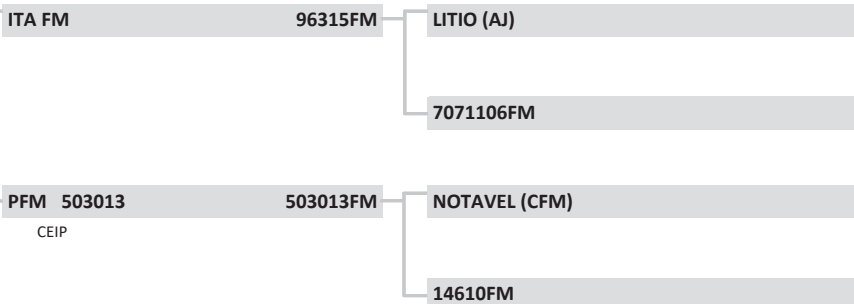 ITA FM 96315FM LITIO (AJ)
7071106FM
PFM 503013 503013FM NOTAVEL (CFM)
CEIP
14610FM